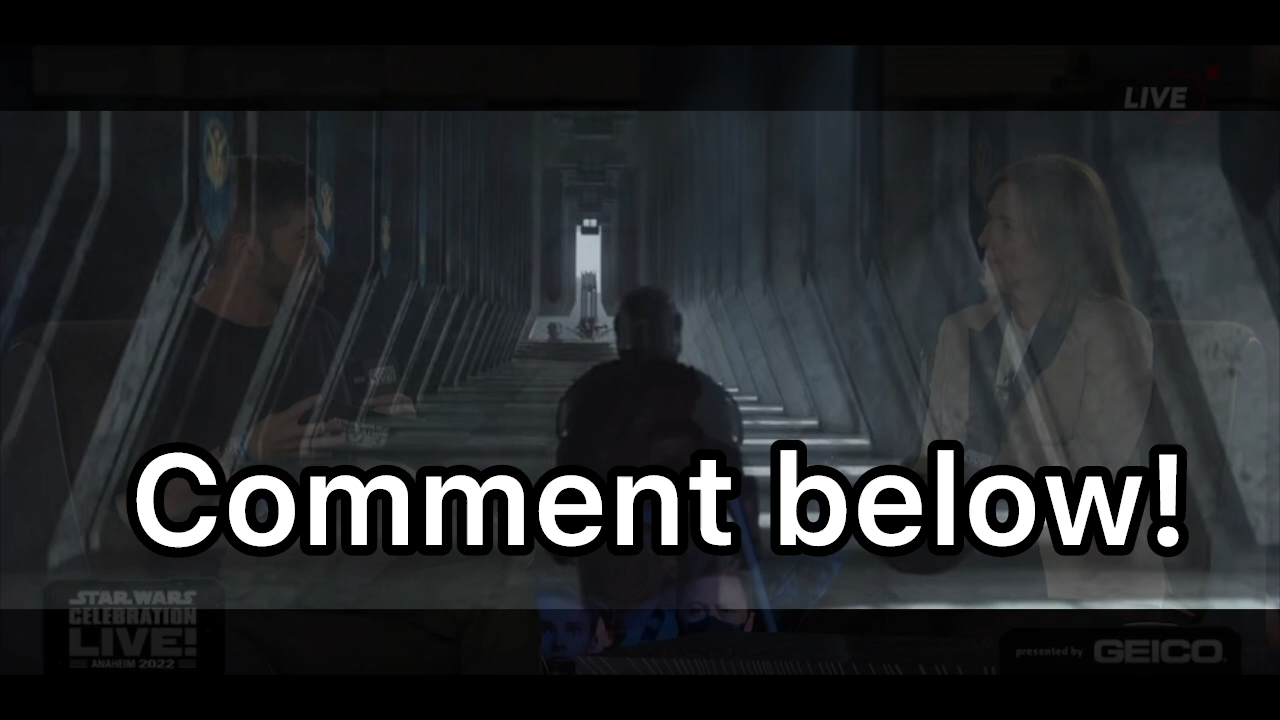 LIVE
Comment below!
STAR WARS
CELEBRATION
LIVE!
ANAHEIM 2022
presented by GEICO